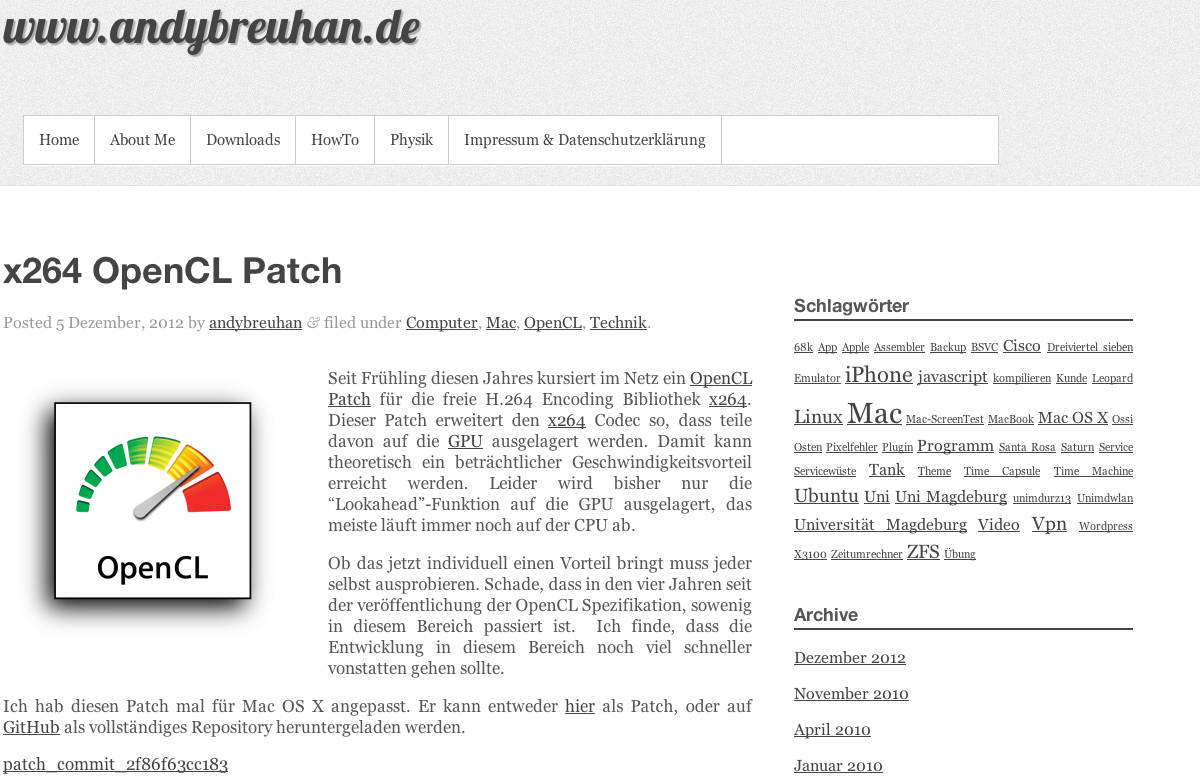 www.andybreuhan.de
Home About Me Downloads HowTo Physik Impressum & Datenschutzerklärung
x264 OpenCL Patch
Posted 5 Dezember, 2012 by andybreuhan & filed under Computer, Mac, OpenCL, Technik.
OpenCL
Seit Frühling diesen Jahres kursiert im Netz ein OpenCL
Patch für die freie H.264 Encoding Bibliothek x264.
Dieser Patch erweitert den x264 Codec so, dass teile
davon auf die GPU ausgelagert werden. Damit kann
theoretisch ein beträchtlicher Geschwindigkeitsvorteil
erreicht werden. Leider wird bisher nur die
“Lookahead”-Funktion auf die GPU ausgelagert, das
meiste läuft immer noch auf der CPU ab.
Ob das jetzt individuell einen Vorteil bringt muss jeder
selbst ausprobieren. Schade, dass in den vier Jahren seit
der veröffentlichung der OpenCL Spezifikation, sowenig
in diesem Bereich passiert ist. Ich finde, dass die
Entwicklung in diesem Bereich noch viel schneller
vonstatten gehen sollte.
Ich hab diesen Patch mal für Mac OS X angepasst. Er kann entweder hier als Patch, oder auf
GitHub als vollständiges Repository heruntergeladen werden.
patch_commit_2f86f63cc183
Schlagwörter
68k App Apple Assembler Backup BSVC Cisco Dreiviertel sieben
Emulator iPhone javascript kompilieren Kunde Leopard
Linux Mac Mac-ScreenTest MacBook Mac OS X Ossi
Osten Pixelfehler Plugin Programm Santa Rosa Saturn Service
Servicewüste Tank Theme Time Capsule Time Machine
Ubuntu Uni Uni Magdeburg unimdurz13 Unimdwlan
Universität Magdeburg Video Vpn Wordpress
X3100 Zeitumrechner ZFS Übung
Archive
Dezember 2012
November 2010
April 2010
Januar 2010